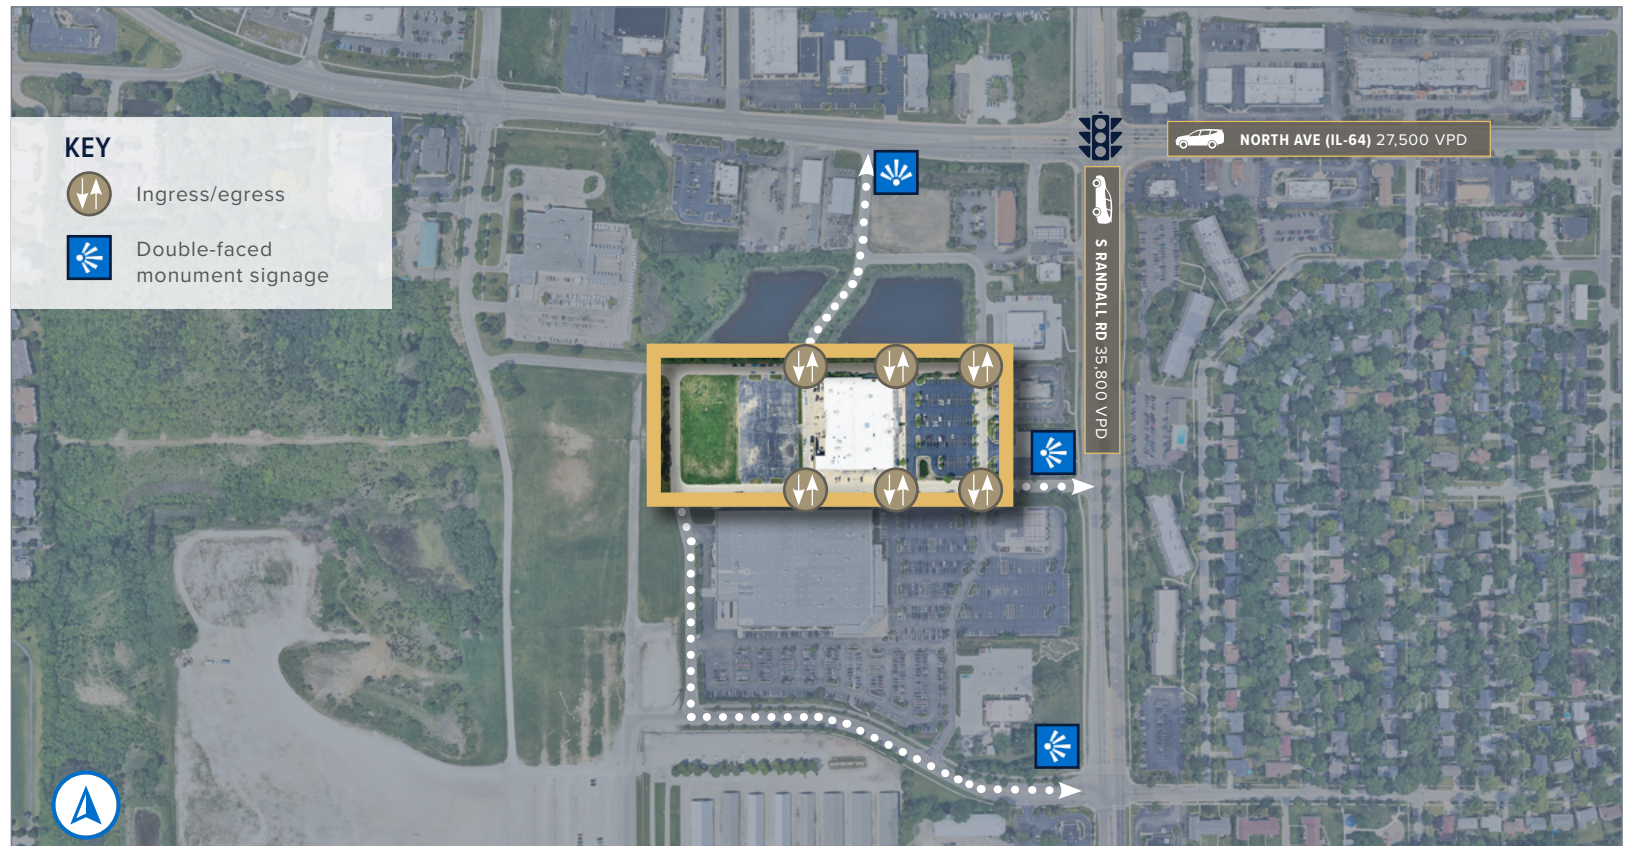 KEY
Ingress/egress
Double-faced
monument signage
NORTH AVE (IL-64) 27,500 VPD
S RANDALL RD 35,800 VPD